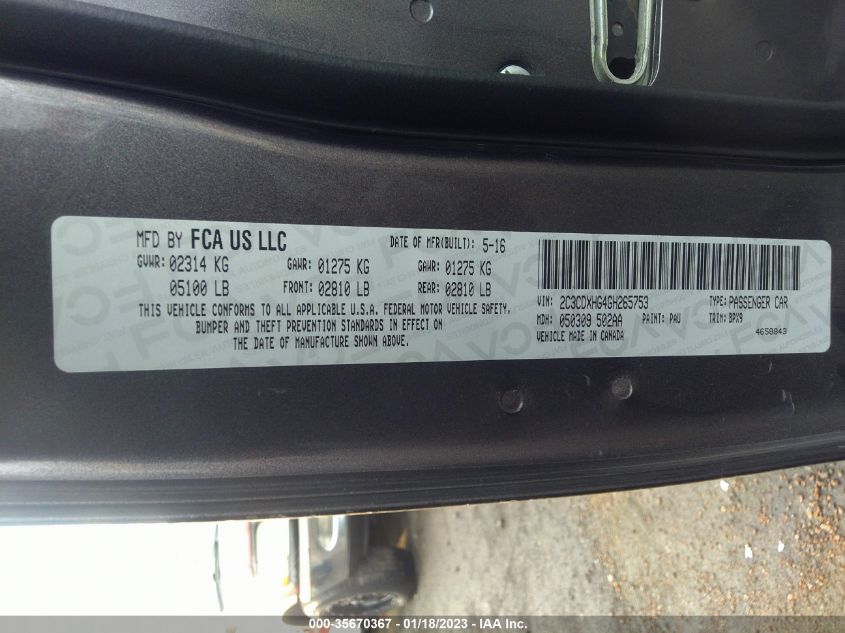 MFD BY FCA US LLC DATE OF MFR(BUILT): 5-16
GVWR: 02314 KG GAWR: 01275 KG GAWR: 01275 KG
05100 LB FRONT: 02810 LB REAR: 02810 LB
THIS VEHICLE CONFORMS TO ALL APPLICABLE U.S.A. FEDERAL MOTOR VEHICLE SAFETY,
BUMPER AND THEFT PREVENTION STANDARDS IN EFFECT ON
THE DATE OF MANUFACTURE SHOWN ABOVE.
VIN: 2C3CDXHG4GH265753 TYPE: PASSENGER CAR
MDH: 050309 502AA PAINT: PAU TRIM: BPX9
VEHICLE MADE IN CANADA 4658843
000-35670367 - 01/18/2023 - IAA Inc.